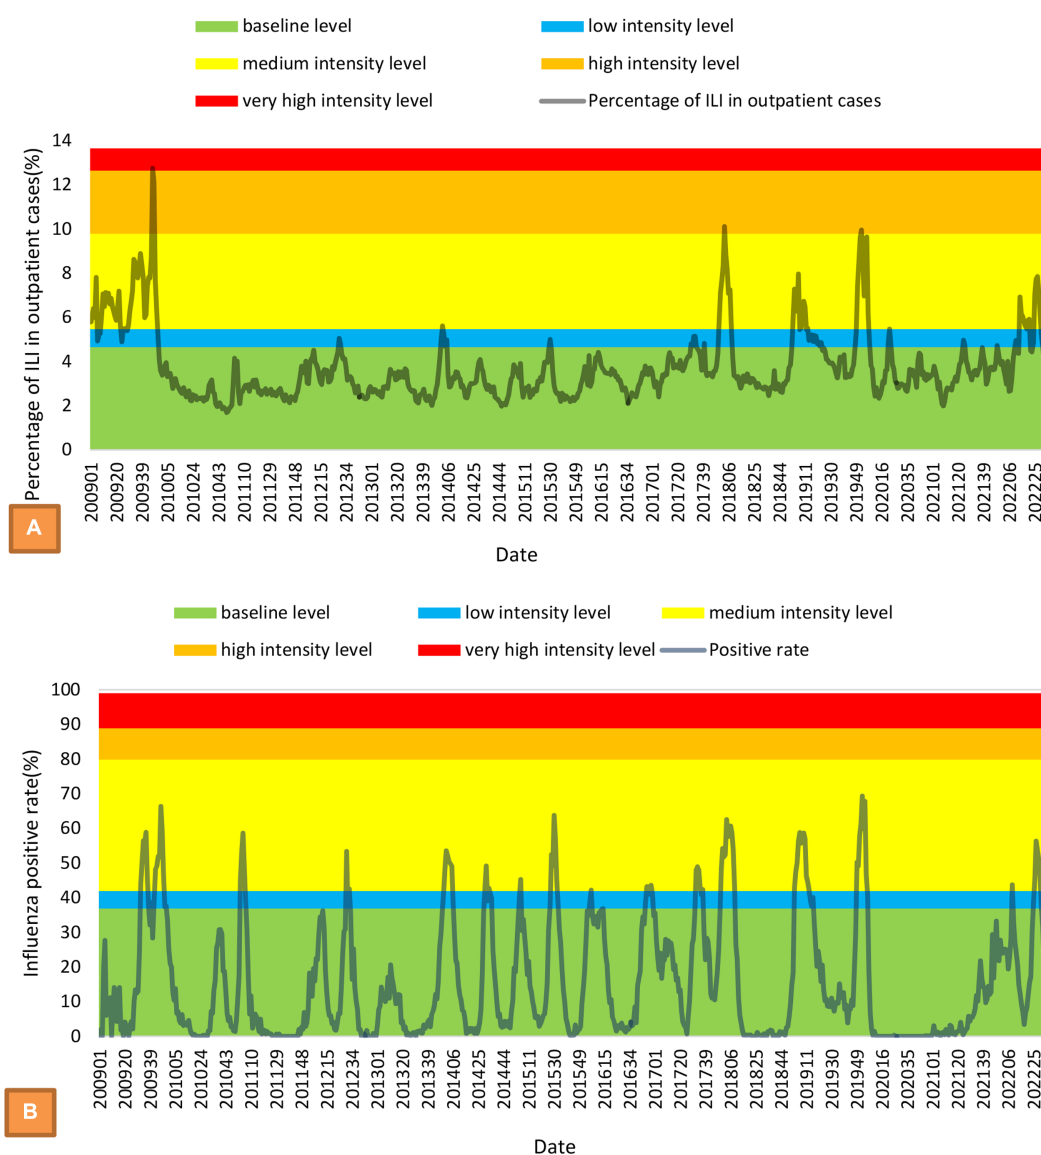 baseline level low intensity level
medium intensity level high intensity level
very high intensity level Percentage of ILI in outpatient cases
Percentage of ILI in outpatient cases(%)
14
12
10
8
6
4
2
0
200901 200920 200939 201005 201024 201043 201110 201129 201148 201215 201234 201301 201320 201339 201406 201425 201444 201511 201530 201549 201615 201634 201701 201720 201739 201806 201825 201844 201911 201930 201949 202016 202035 202101 202120 202139 202206 202225
A
Date
baseline level low intensity level medium intensity level
high intensity level very high intensity level Positive rate
Influenza positive rate(%)
100
90
80
70
60
50
40
30
20
10
0
200901 200920 200939 201005 201024 201043 201110 201129 201148 201215 201234 201301 201320 201339 201406 201425 201444 201511 201530 201549 201615 201634 201701 201720 201739 201806 201825 201844 201911 201930 201949 202016 202035 202101 202120 202139 202206 202225
B
Date